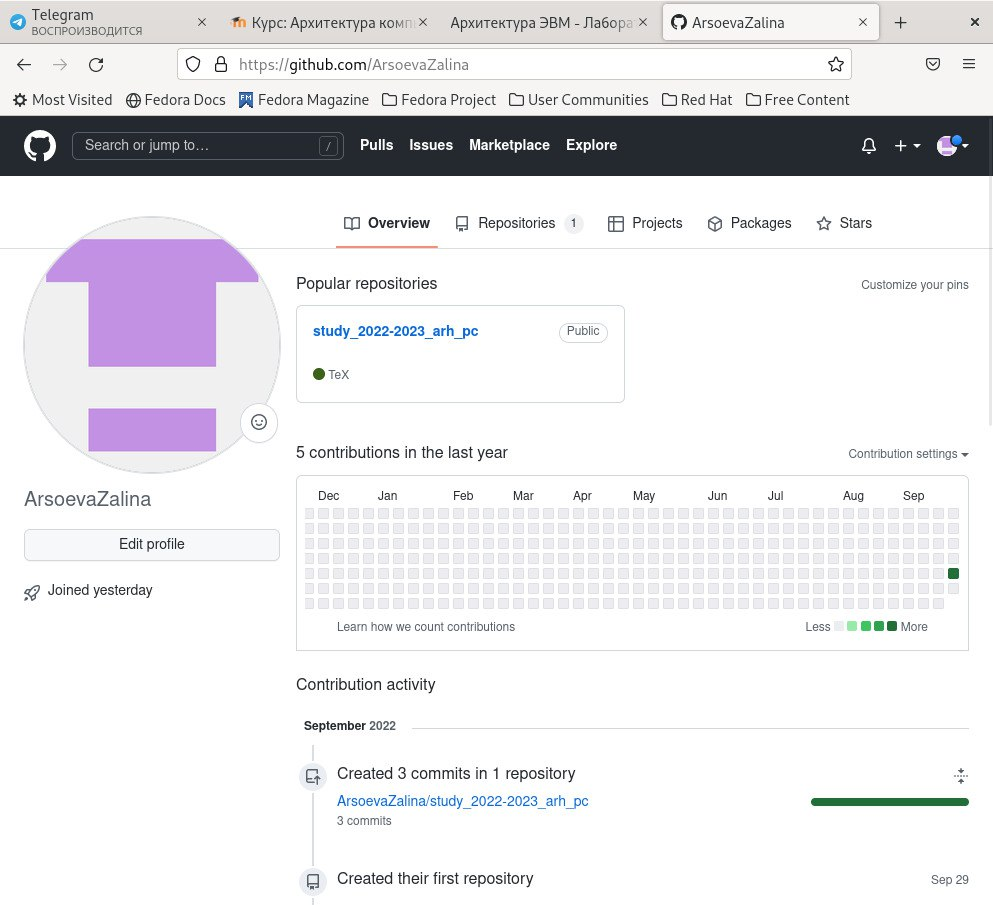 Telegram
ВОСПРОИЗВОДИТСЯ
Курс: Архитектура комп
Архитектура ЭВМ - Лабора
ArsoevaZalina
https://github.com/ArsoevaZalina
Most Visited Fedora Docs Fedora Magazine Fedora Project User Communities Red Hat Free Content
Search or jump to… / Pulls Issues Marketplace Explore
Overview Repositories 1 Projects Packages Stars
Popular repositories Customize your pins
study_2022-2023_arh_pc Public
TeX
5 contributions in the last year Contribution settings
ArsoevaZalina
Edit profile
Joined yesterday
Dec Jan Feb Mar Apr May Jun Jul Aug Sep
Learn how we count contributions Less More
Contribution activity
September 2022
Created 3 commits in 1 repository
ArsoevaZalina/study_2022-2023_arh_pc
3 commits
Created their first repository Sep 29